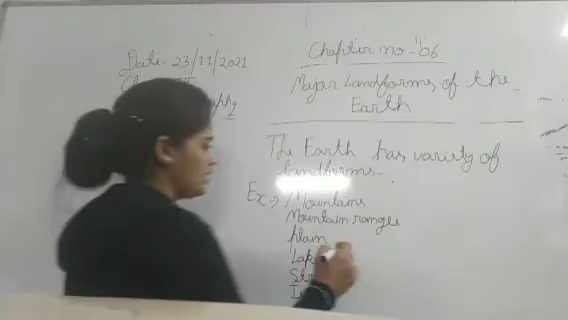 Date- 23/11/2021
Chapter no-"06
Major Landforms of the
Earth
The Earth has variety of
landforms-
Ex→ Mountains
Mountain ranges
plain